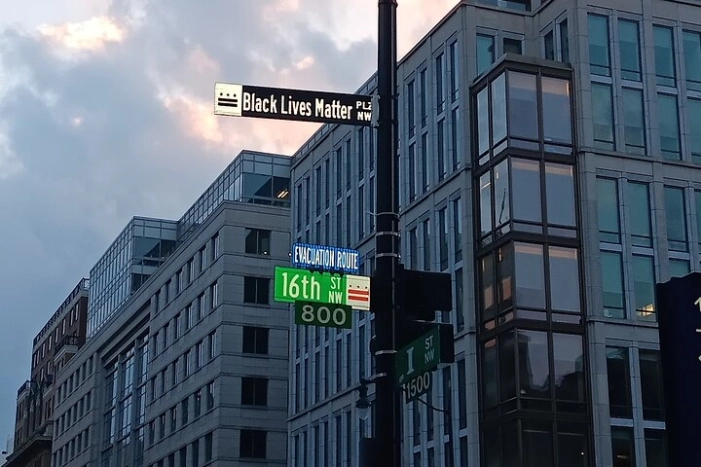 Black Lives Matter PLZ NW
EVACUATION ROUTE
16th ST NW
800
I ST NW
1500